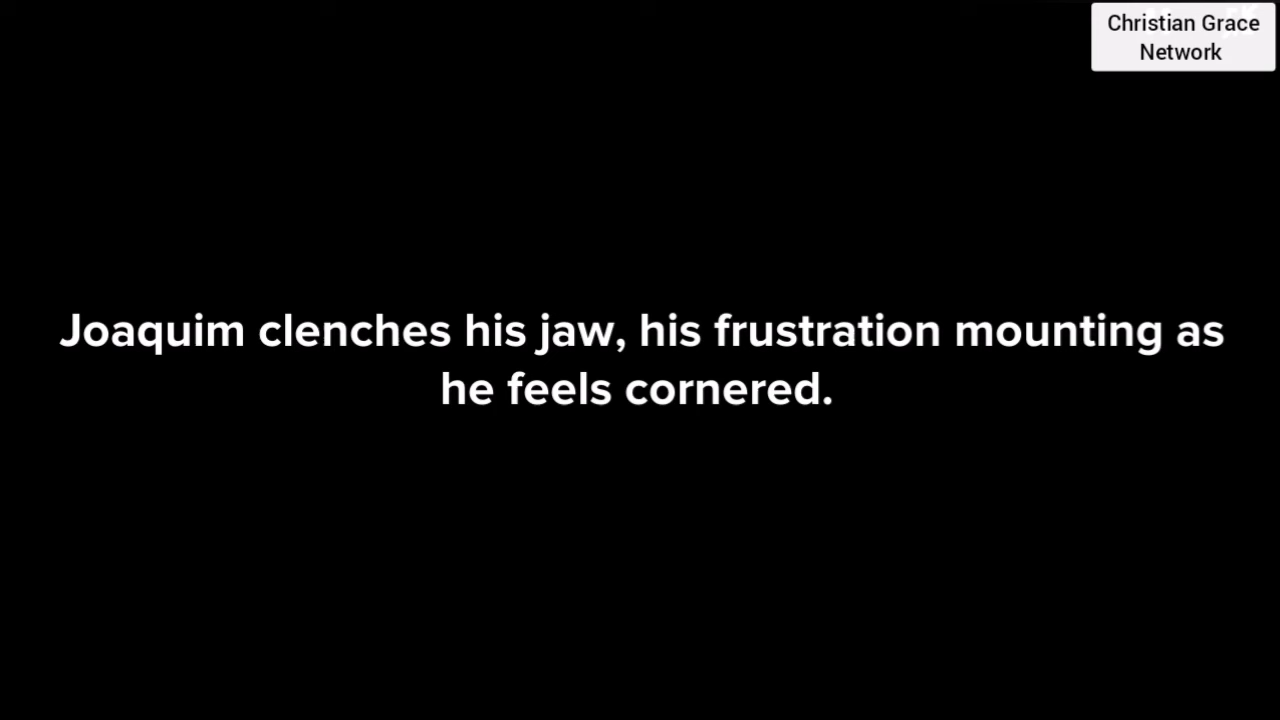 Christian Grace
Network
Joaquim clenches his jaw, his frustration mounting as
he feels cornered.